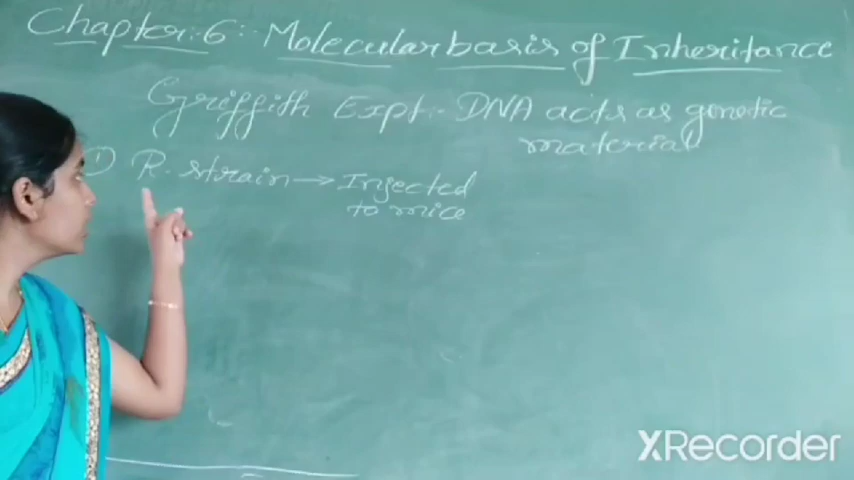 Chapter:-6:- Molecular basis of Inheritance
Griffith Expt:- DNA acts as genetic
material
1) R. strain → Injected
to mice
XRecorder